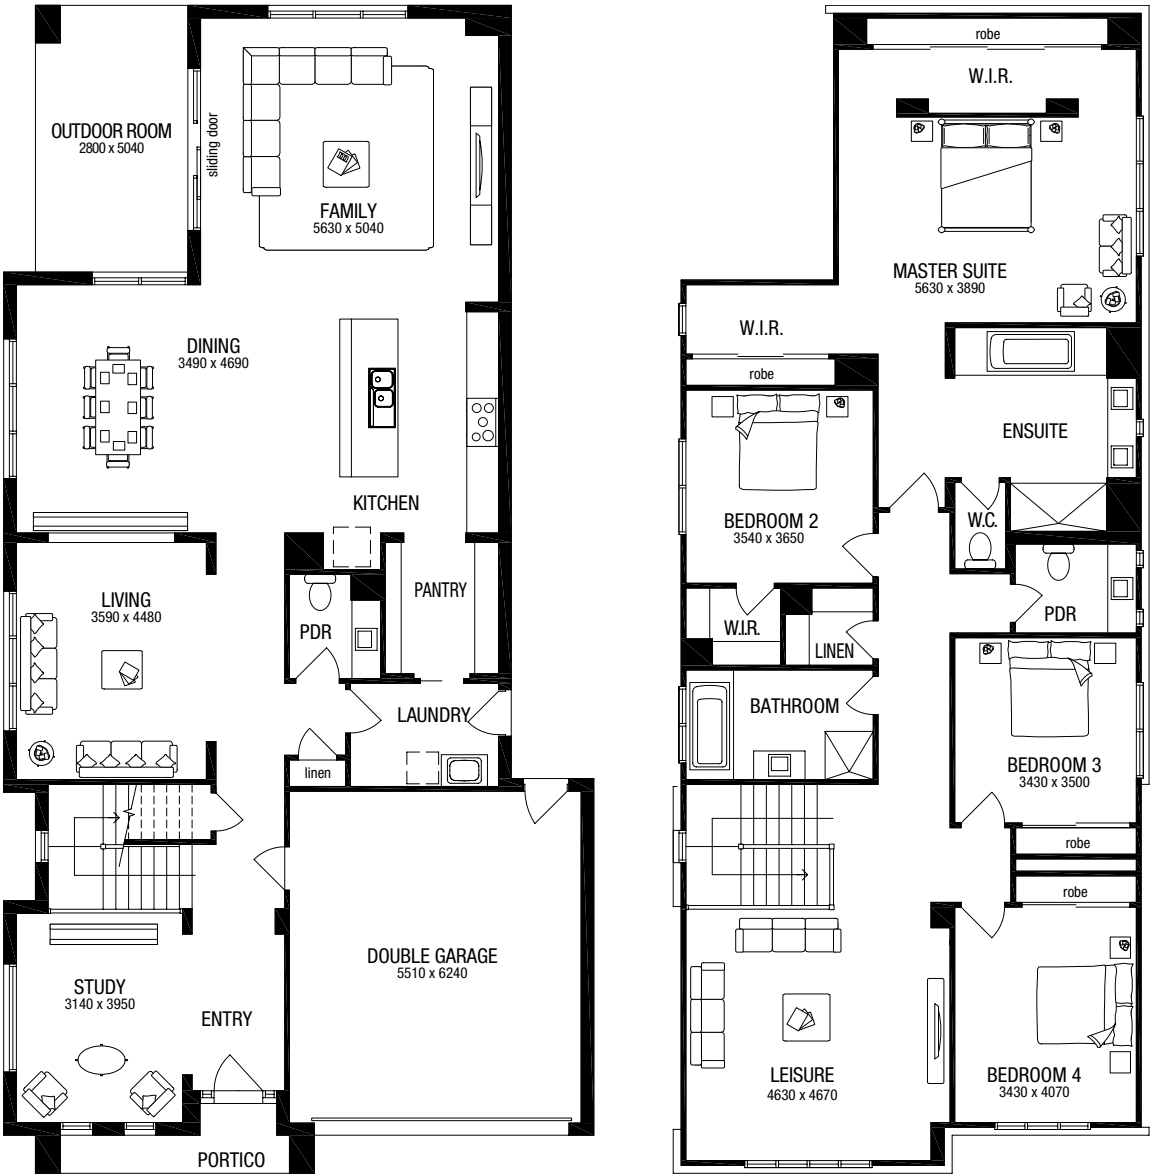 OUTDOOR ROOM
2800 x 5040
sliding door
FAMILY
5630 x 5040
DINING
3490 x 4690
KITCHEN
LIVING
3590 x 4480
PDR
PANTRY
LAUNDRY
linen
DOUBLE GARAGE
5510 x 6240
STUDY
3140 x 3950
ENTRY
PORTICO
robe
W.I.R.
MASTER SUITE
5630 x 3890
W.I.R.
robe
ENSUITE
BEDROOM 2
3540 x 3650
W.C.
PDR
W.I.R.
LINEN
BATHROOM
BEDROOM 3
3430 x 3500
robe
robe
LEISURE
4630 x 4670
BEDROOM 4
3430 x 4070